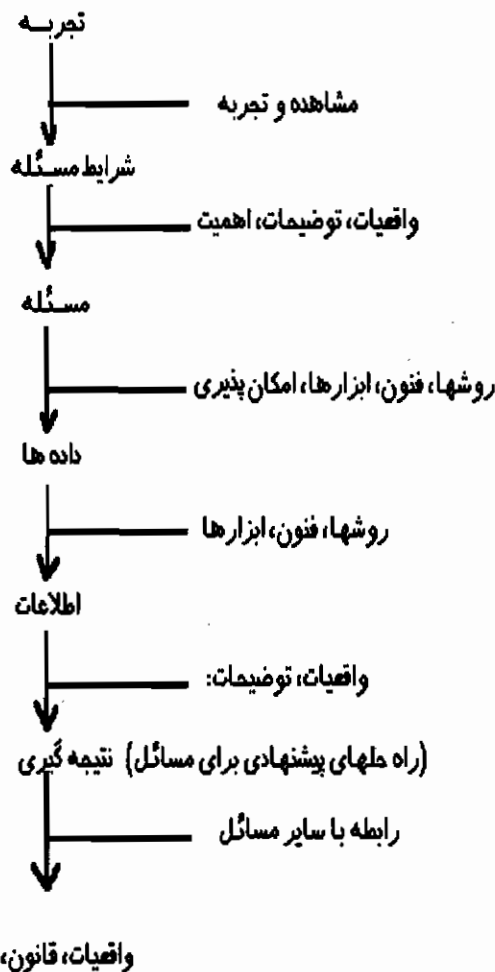 تجربه
مشاهده و تجربه
شرایط مسئله
واقعیات، توضیحات، اهمیت
مسئله
روشها، فنون، ابزارها، امکان پذیری
داده ها
روشها، فنون، ابزارها
اطلاعات
واقعیات، توضیحات:
(راه حلهای پیشنهادی برای مسائل) نتیجه گیری
رابطه با سایر مسائل
واقعیات، قانون،